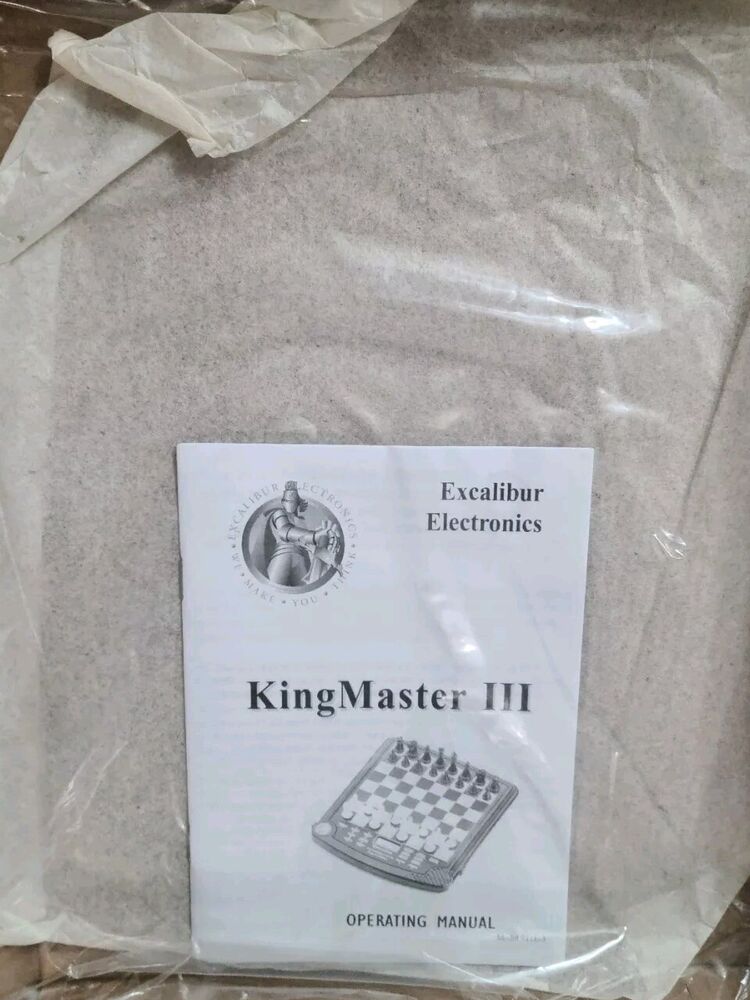 EXCALIBUR ELECTRONICS • WE • MAKE • YOU • THINK •
Excalibur
Electronics
KingMaster III
OPERATING MANUAL